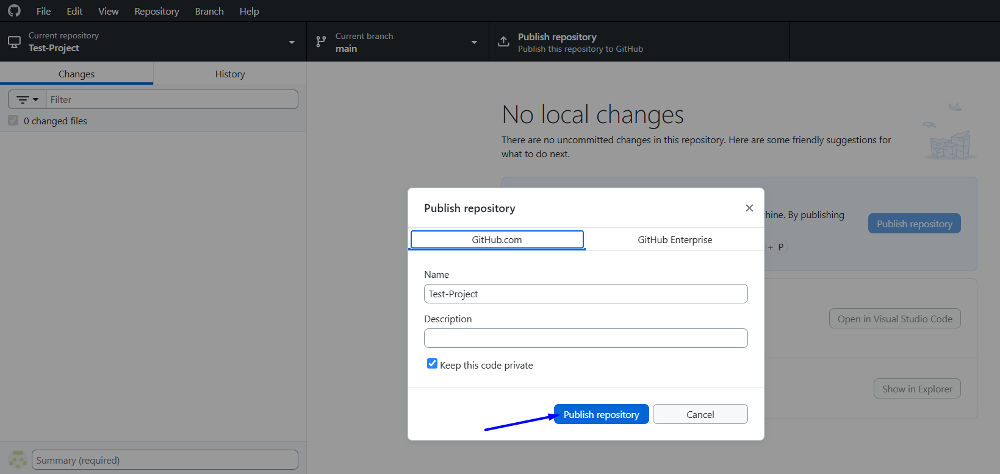 File Edit View Repository Branch Help
Current repository
Test-Project
Current branch
main
Publish repository
Publish this repository to GitHub
Changes
History
Filter
0 changed files
No local changes
There are no uncommitted changes in this repository. Here are some friendly suggestions for
what to do next.
hine. By publishing
Publish repository
+ P
Open in Visual Studio Code
Show in Explorer
Publish repository
GitHub.com
GitHub Enterprise
Name
Test-Project
Description
Keep this code private
Publish repository
Cancel
Summary (required)